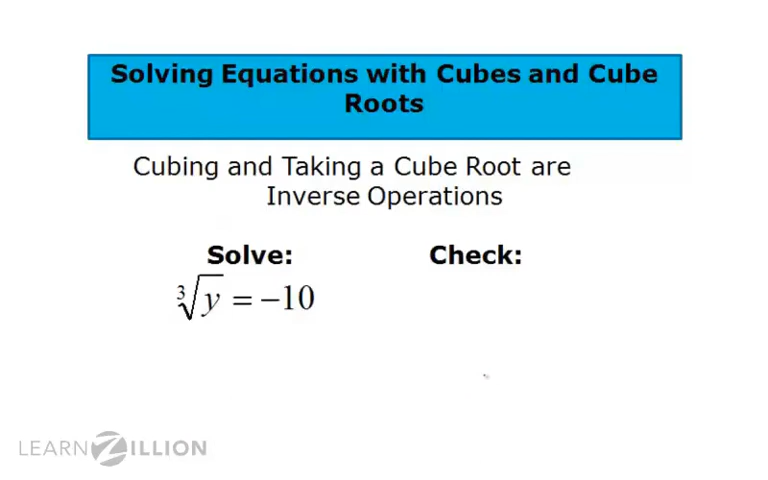 Solving Equations with Cubes and Cube
Roots
Cubing and Taking a Cube Root are
Inverse Operations
Solve: Check:
∛y = −10
LEARNZILLION